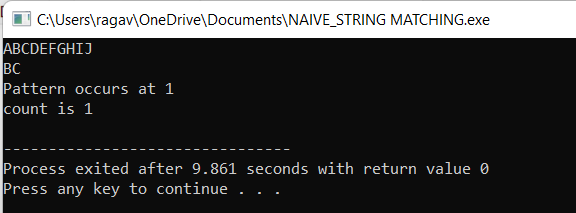 C:\Users\ragav\OneDrive\Documents\NAIVE_STRING MATCHING.exe
ABCDEFGHIJ
BC
Pattern occurs at 1
count is 1
--------------------------------
Process exited after 9.861 seconds with return value 0
Press any key to continue . . .